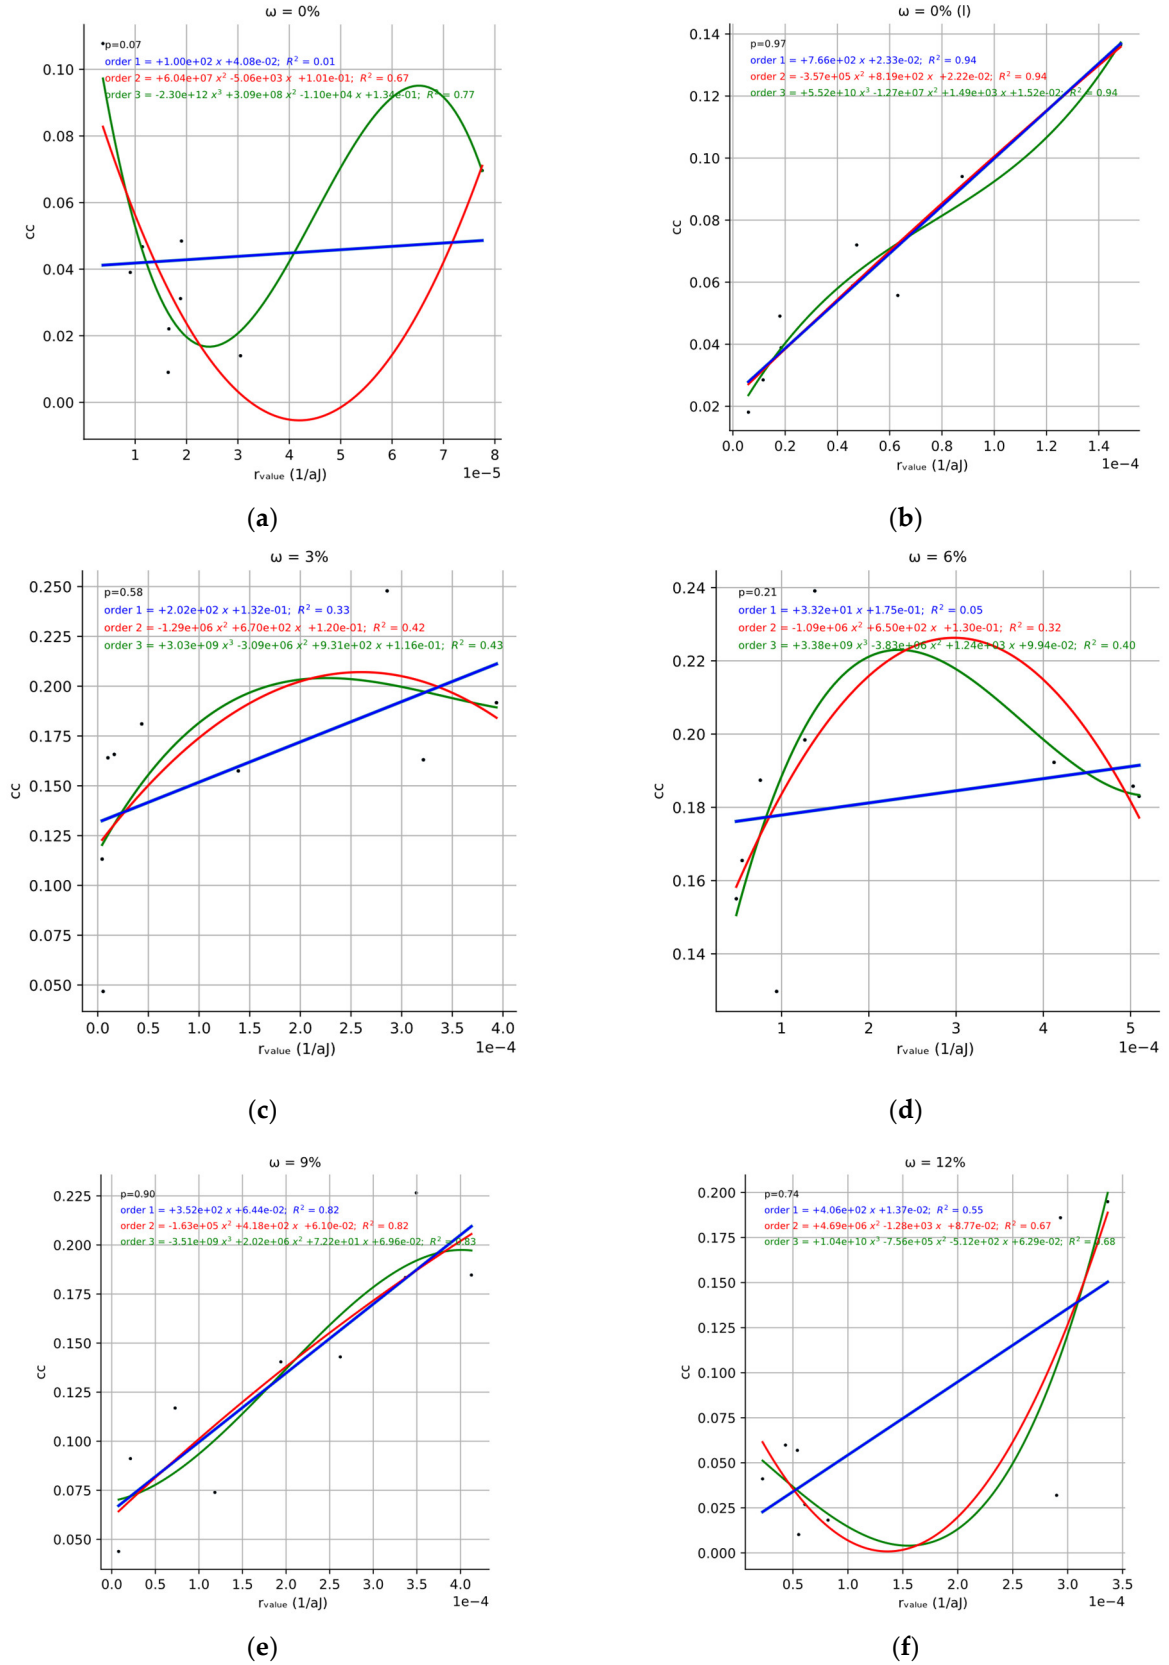 ω = 0%
p=0.07
order 1 = +1.00e+02 x +4.08e-02; R² = 0.01
order 2 = +6.04e+07 x² -5.06e+03 x +1.01e-01; R² = 0.67
order 3 = -2.30e+12 x³ +3.09e+08 x² -1.10e+04 x +1.34e-01; R² = 0.77
0.10
0.08
0.06
0.04
0.02
0.00
cc
1 2 3 4 5 6 7 8
1e−5
rvalue (1/aJ)
(a)
ω = 0% (l)
p=0.97
order 1 = +7.66e+02 x +2.33e-02; R² = 0.94
order 2 = -3.57e+05 x² +8.19e+02 x +2.22e-02; R² = 0.94
order 3 = +5.52e+10 x³ -1.27e+07 x² +1.49e+03 x +1.52e-02; R² = 0.94
0.14
0.12
0.10
0.08
0.06
0.04
0.02
cc
0.0 0.2 0.4 0.6 0.8 1.0 1.2 1.4
1e−4
rvalue (1/aJ)
(b)
ω = 3%
p=0.58
order 1 = +2.02e+02 x +1.32e-01; R² = 0.33
order 2 = -1.29e+06 x² +6.70e+02 x +1.20e-01; R² = 0.42
order 3 = +3.03e+09 x³ -3.09e+06 x² +9.31e+02 x +1.16e-01; R² = 0.43
0.250
0.225
0.200
0.175
0.150
0.125
0.100
0.075
0.050
cc
0.0 0.5 1.0 1.5 2.0 2.5 3.0 3.5 4.0
1e−4
rvalue (1/aJ)
(c)
ω = 6%
p=0.21
order 1 = +3.32e+01 x +1.75e-01; R² = 0.05
order 2 = -1.09e+06 x² +6.50e+02 x +1.30e-01; R² = 0.32
order 3 = +3.38e+09 x³ -3.83e+06 x² +1.24e+03 x +9.94e-02; R² = 0.40
0.24
0.22
0.20
0.18
0.16
0.14
cc
1 2 3 4 5
1e−4
rvalue (1/aJ)
(d)
ω = 9%
p=0.90
order 1 = +3.52e+02 x +6.44e-02; R² = 0.82
order 2 = -1.63e+05 x² +4.18e+02 x +6.10e-02; R² = 0.82
order 3 = -3.51e+09 x³ +2.02e+06 x² +7.22e+01 x +6.96e-02; R² = 0.83
0.225
0.200
0.175
0.150
0.125
0.100
0.075
0.050
cc
0.0 0.5 1.0 1.5 2.0 2.5 3.0 3.5 4.0
1e−4
rvalue (1/aJ)
(e)
ω = 12%
p=0.74
order 1 = +4.06e+02 x +1.37e-02; R² = 0.55
order 2 = +4.69e+06 x² -1.28e+03 x +8.77e-02; R² = 0.67
order 3 = +1.04e+10 x³ -7.56e+05 x² -5.12e+02 x +6.29e-02; R² = 0.68
0.200
0.175
0.150
0.125
0.100
0.075
0.050
0.025
0.000
cc
0.5 1.0 1.5 2.0 2.5 3.0 3.5
1e−4
rvalue (1/aJ)
(f)